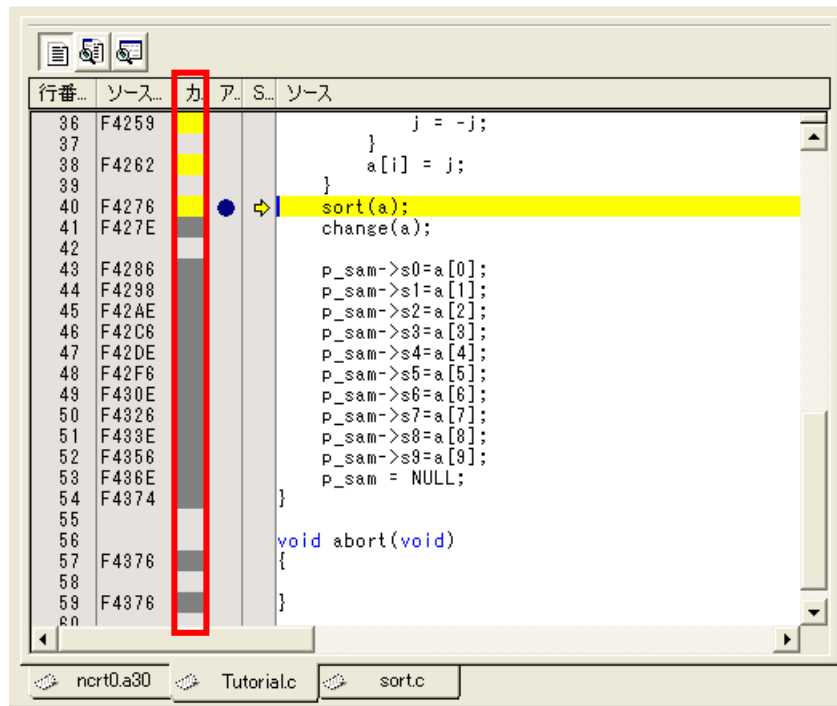 行番... ソース... カ. ア.. S... ソース
36 F4259 j = -j;
37 }
38 F4262 a[i] = j;
39 }
40 F4276 sort(a);
41 F427E change(a);
42
43 F4286 p_sam->s0=a[0];
44 F4298 p_sam->s1=a[1];
45 F42AE p_sam->s2=a[2];
46 F42C6 p_sam->s3=a[3];
47 F42DE p_sam->s4=a[4];
48 F42F6 p_sam->s5=a[5];
49 F430E p_sam->s6=a[6];
50 F4326 p_sam->s7=a[7];
51 F433E p_sam->s8=a[8];
52 F4356 p_sam->s9=a[9];
53 F436E p_sam = NULL;
54 F4374 }
55
56 void abort(void)
57 F4376 {
58
59 F4376 }
60
ncrt0.a30 Tutorial.c sort.c